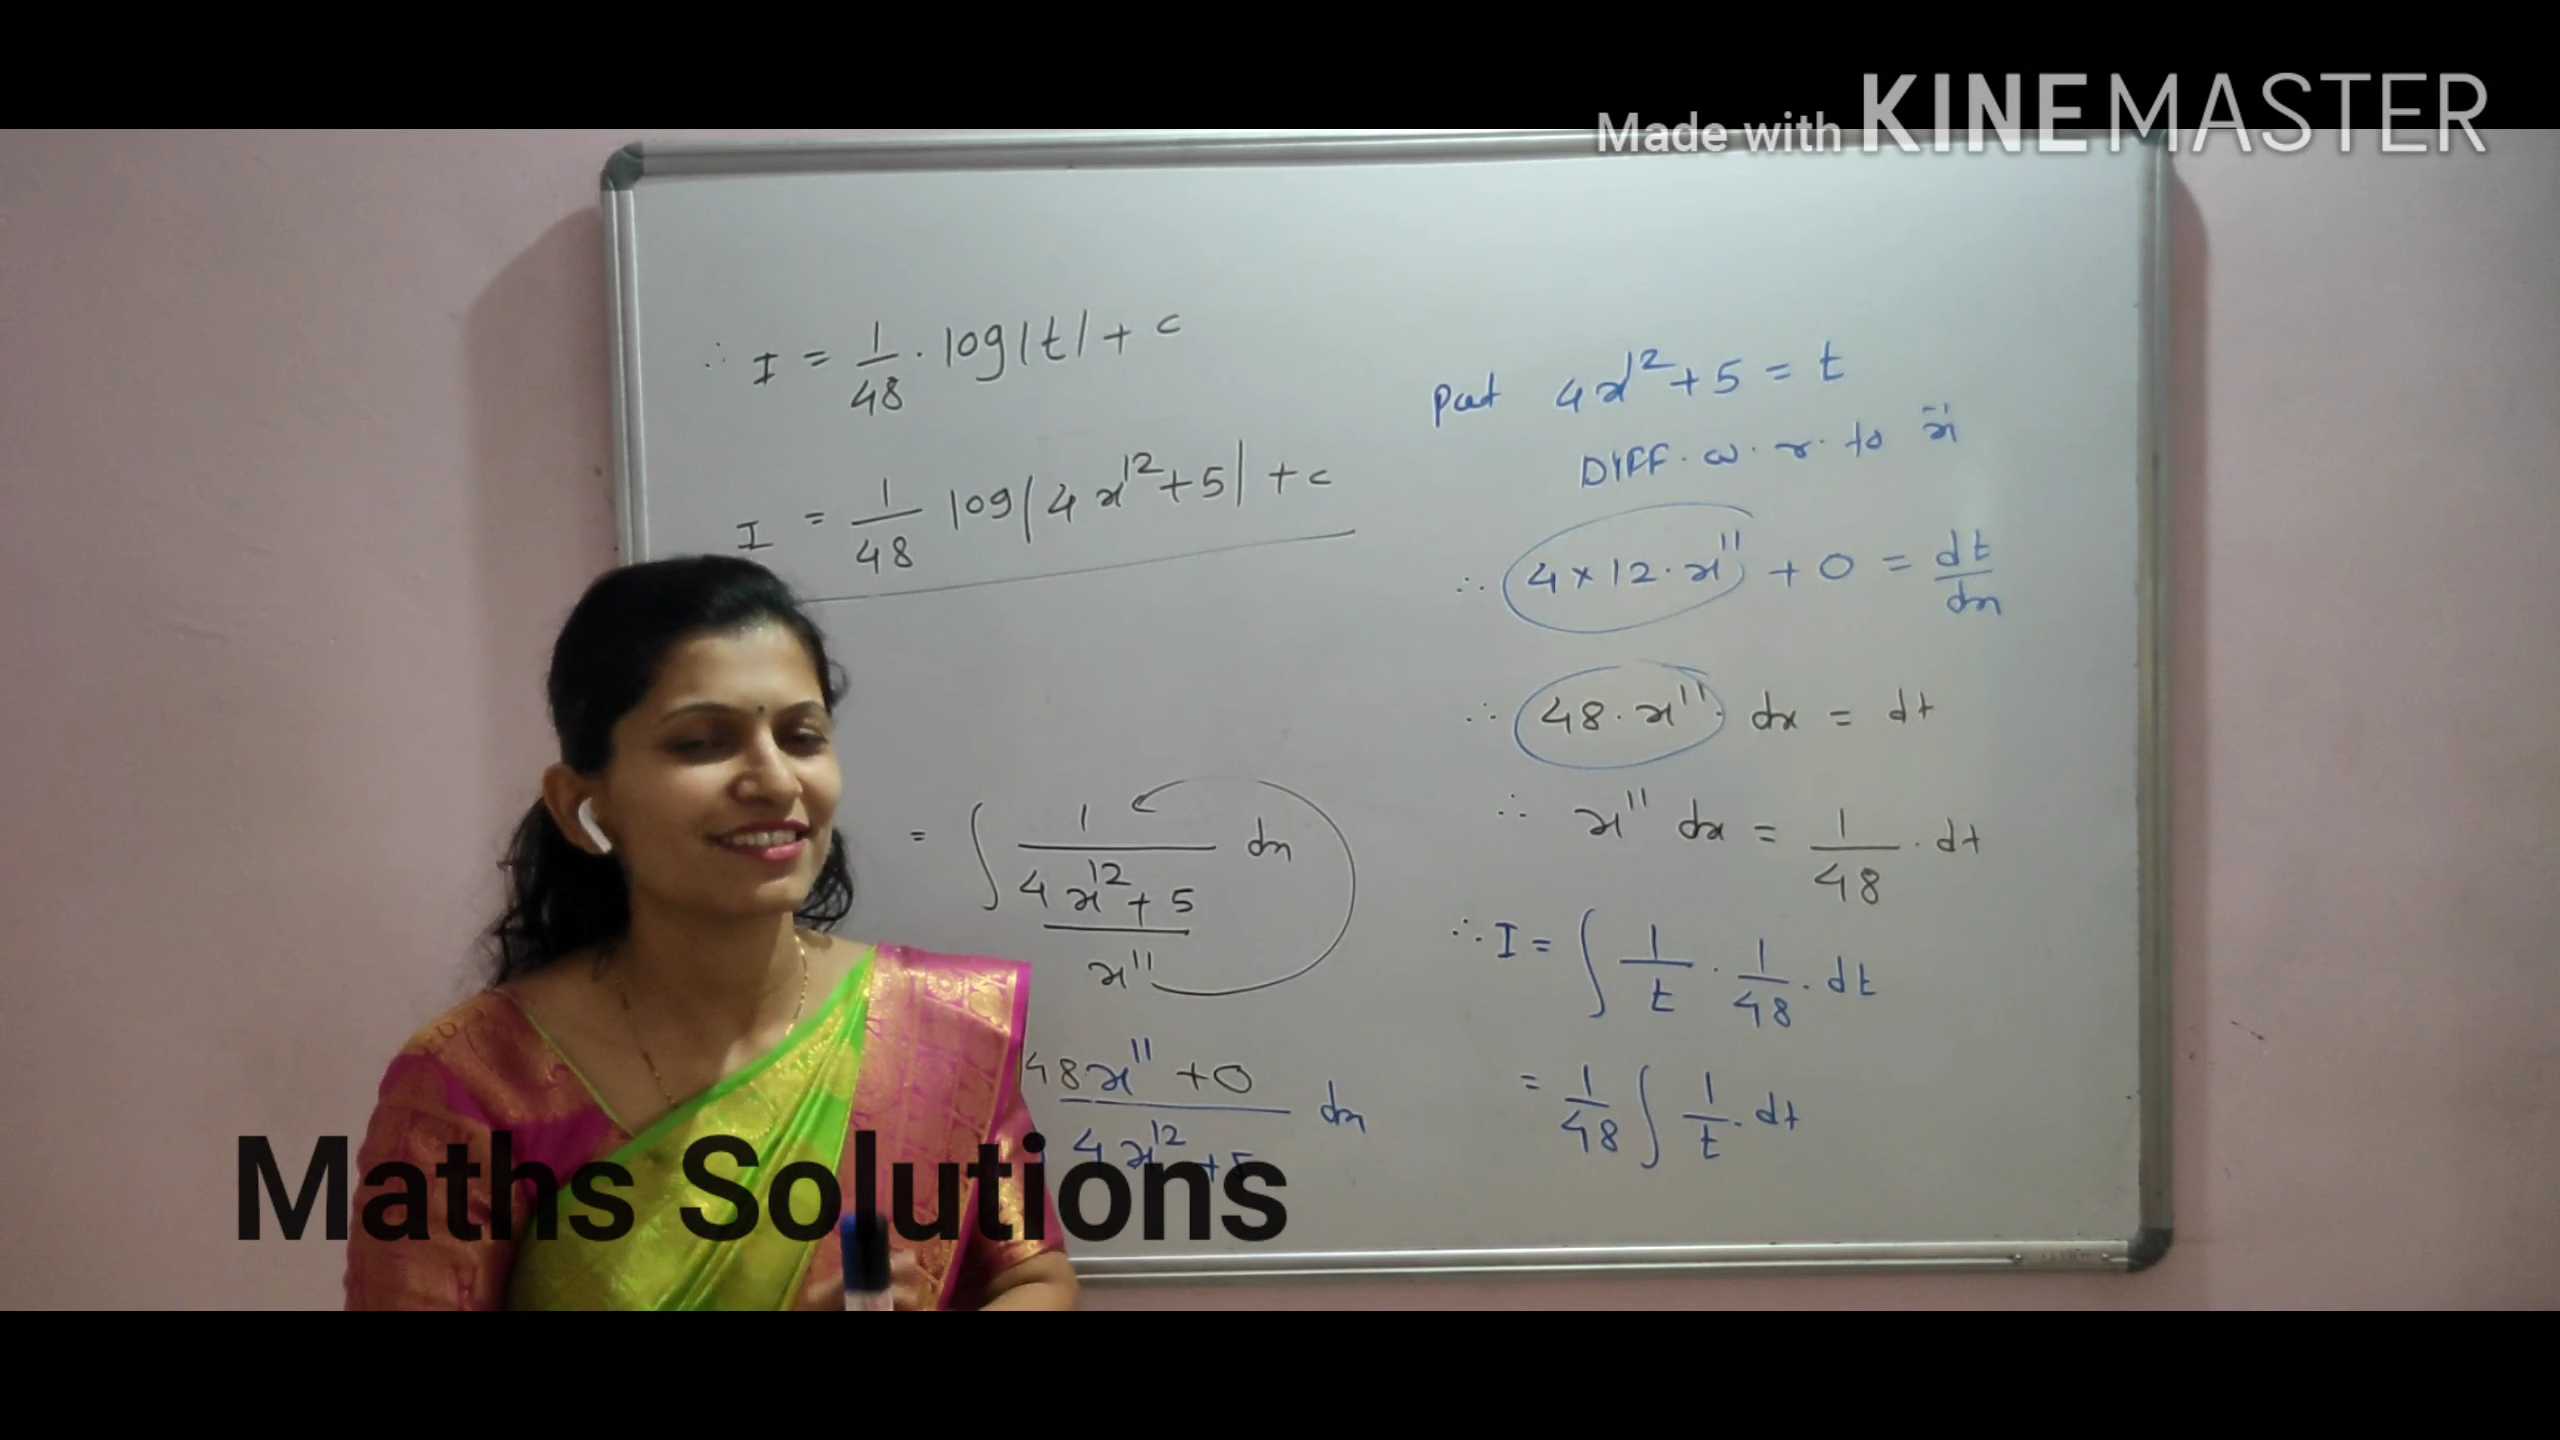 Made with KINEMASTER
∴ I = 1/48 · log|t| + c
I = 1/48 log|4x¹²+5| + c
= ∫ 1/((4x¹²+5)/x¹¹) dx
48x¹¹ +0
4x¹²+5 dx
put 4x¹²+5 = t
DIFF. w. r. to x
∴ 4×12·x¹¹ + 0 = dt/dx
∴ 48·x¹¹· dx = dt
∴ x¹¹ dx = 1/48 · dt
∴ I = ∫ 1/t · 1/48 · dt
= 1/48 ∫ 1/t · dt
Maths Solutions